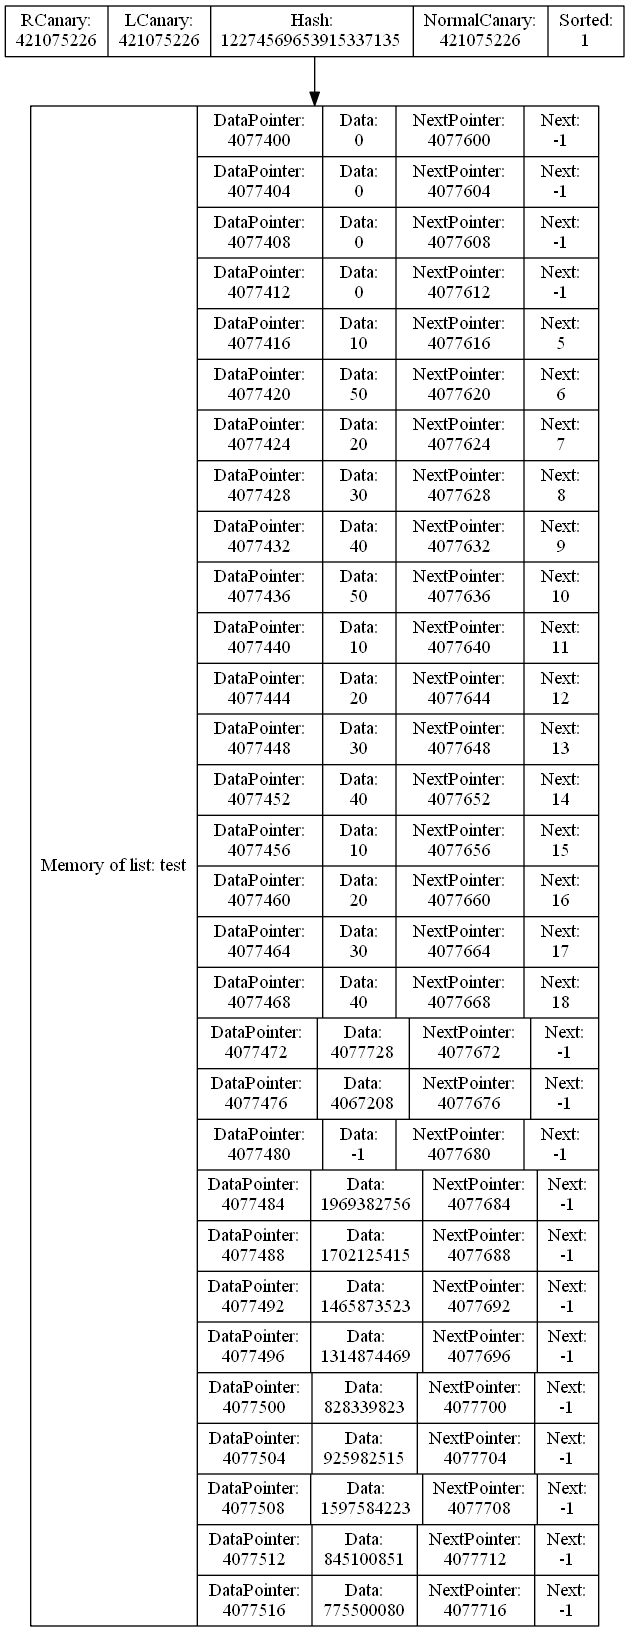 RCanary: LCanary: Hash: NormalCanary: Sorted:
421075226 421075226 12274569653915337135 421075226 1
DataPointer: Data: NextPointer: Next:
4077400 0 4077600 -1
DataPointer: Data: NextPointer: Next:
4077404 0 4077604 -1
DataPointer: Data: NextPointer: Next:
4077408 0 4077608 -1
DataPointer: Data: NextPointer: Next:
4077412 0 4077612 -1
DataPointer: Data: NextPointer: Next:
4077416 10 4077616 5
DataPointer: Data: NextPointer: Next:
4077420 50 4077620 6
DataPointer: Data: NextPointer: Next:
4077424 20 4077624 7
DataPointer: Data: NextPointer: Next:
4077428 30 4077628 8
DataPointer: Data: NextPointer: Next:
4077432 40 4077632 9
DataPointer: Data: NextPointer: Next:
4077436 50 4077636 10
DataPointer: Data: NextPointer: Next:
4077440 10 4077640 11
DataPointer: Data: NextPointer: Next:
4077444 20 4077644 12
DataPointer: Data: NextPointer: Next:
4077448 30 4077648 13
DataPointer: Data: NextPointer: Next:
4077452 40 4077652 14
DataPointer: Data: NextPointer: Next:
4077456 10 4077656 15
Memory of list: test
DataPointer: Data: NextPointer: Next:
4077460 20 4077660 16
DataPointer: Data: NextPointer: Next:
4077464 30 4077664 17
DataPointer: Data: NextPointer: Next:
4077468 40 4077668 18
DataPointer: Data: NextPointer: Next:
4077472 4077728 4077672 -1
DataPointer: Data: NextPointer: Next:
4077476 4067208 4077676 -1
DataPointer: Data: NextPointer: Next:
4077480 -1 4077680 -1
DataPointer: Data: NextPointer: Next:
4077484 1969382756 4077684 -1
DataPointer: Data: NextPointer: Next:
4077488 1702125415 4077688 -1
DataPointer: Data: NextPointer: Next:
4077492 1465873523 4077692 -1
DataPointer: Data: NextPointer: Next:
4077496 1314874469 4077696 -1
DataPointer: Data: NextPointer: Next:
4077500 828339823 4077700 -1
DataPointer: Data: NextPointer: Next:
4077504 925982515 4077704 -1
DataPointer: Data: NextPointer: Next:
4077508 1597584223 4077708 -1
DataPointer: Data: NextPointer: Next:
4077512 845100851 4077712 -1
DataPointer: Data: NextPointer: Next:
4077516 775500080 4077716 -1